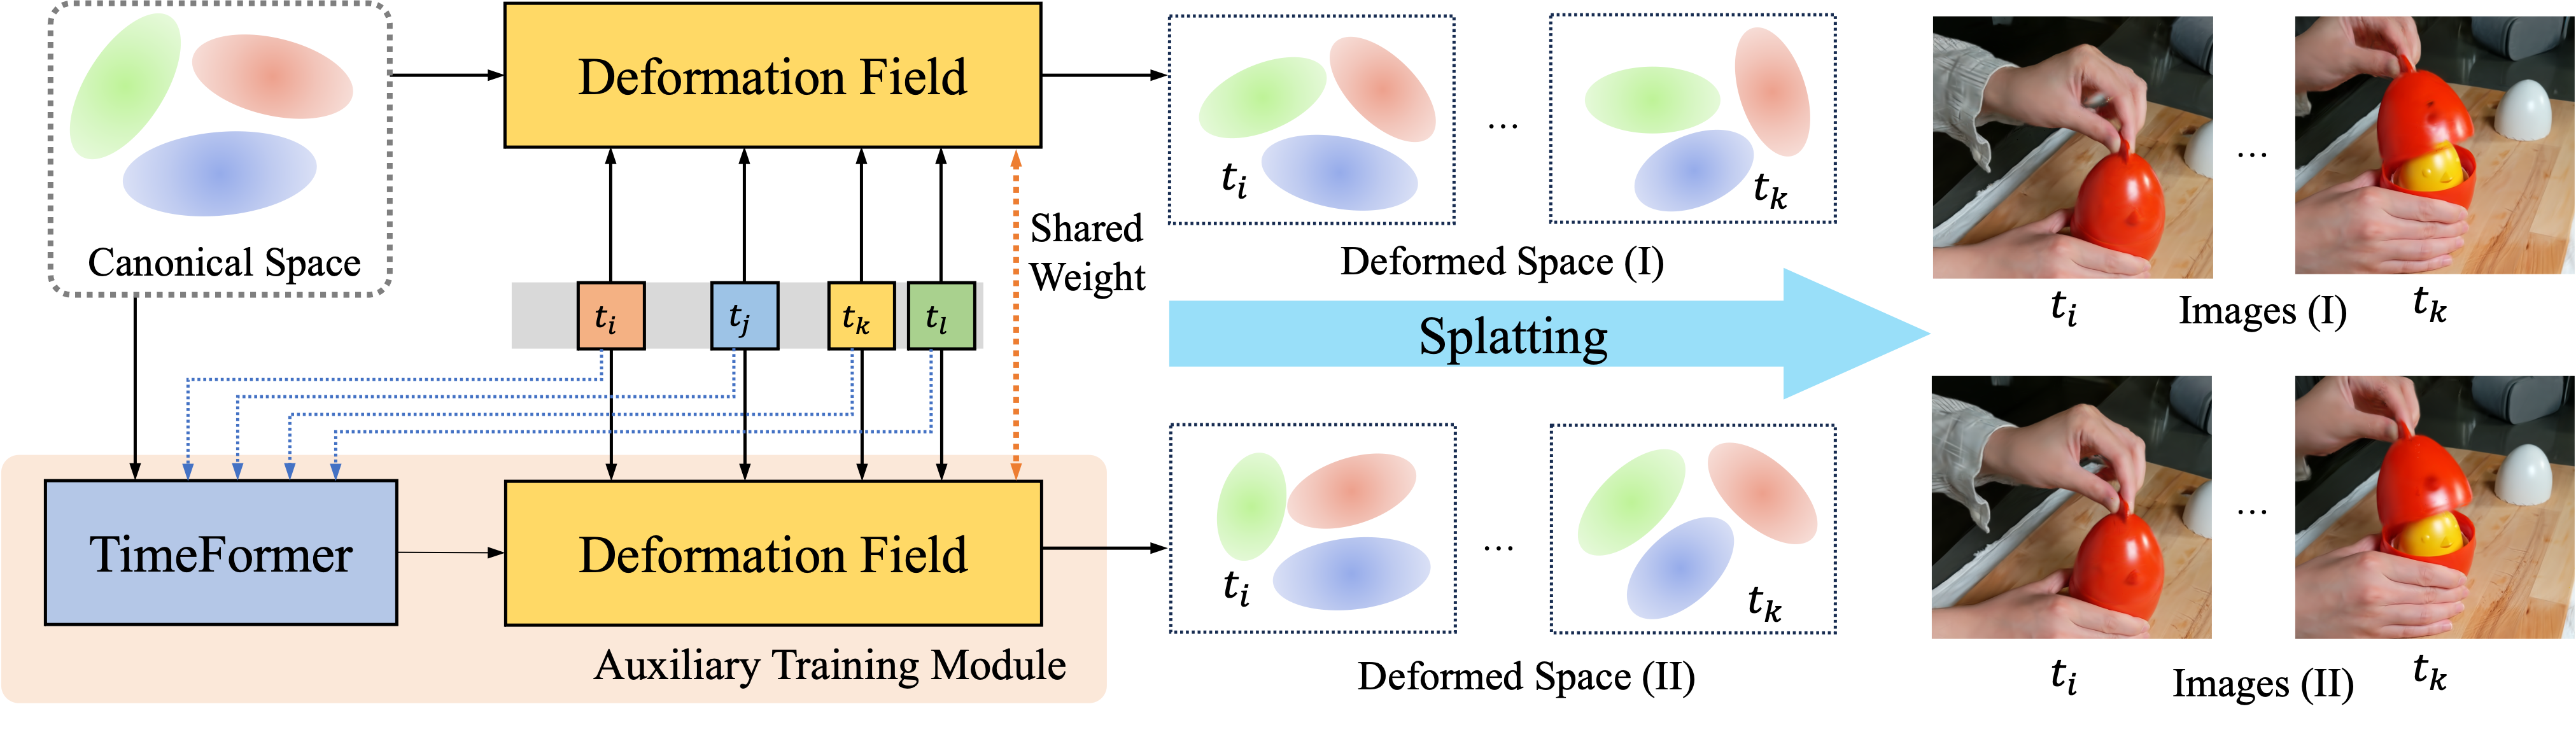 Canonical Space
Deformation Field
t_i
t_j
t_k
t_l
Shared
Weight
TimeFormer
Deformation Field
Auxiliary Training Module
t_i
...
t_k
Deformed Space (I)
Splatting
t_i
...
t_k
Deformed Space (II)
...
t_i
Images (I)
t_k
...
t_i
Images (II)
t_k